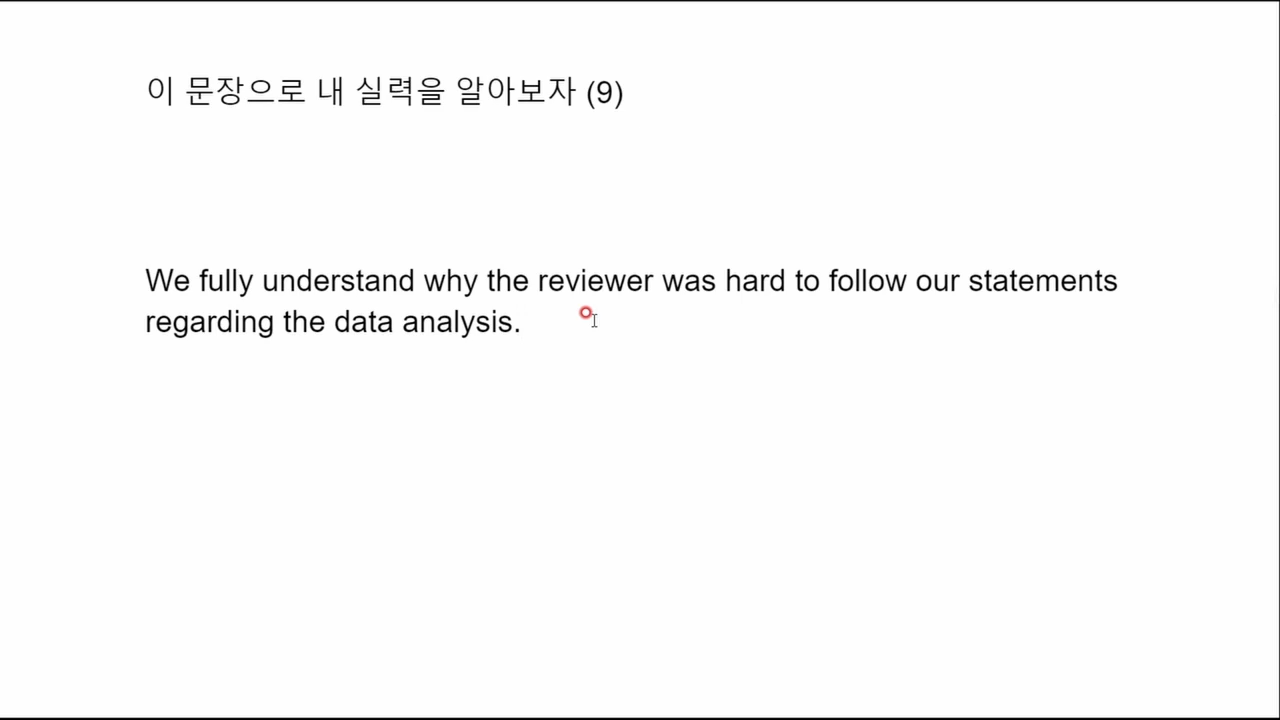 이 문장으로 내 실력을 알아보자 (9)
We fully understand why the reviewer was hard to follow our statements
regarding the data analysis.